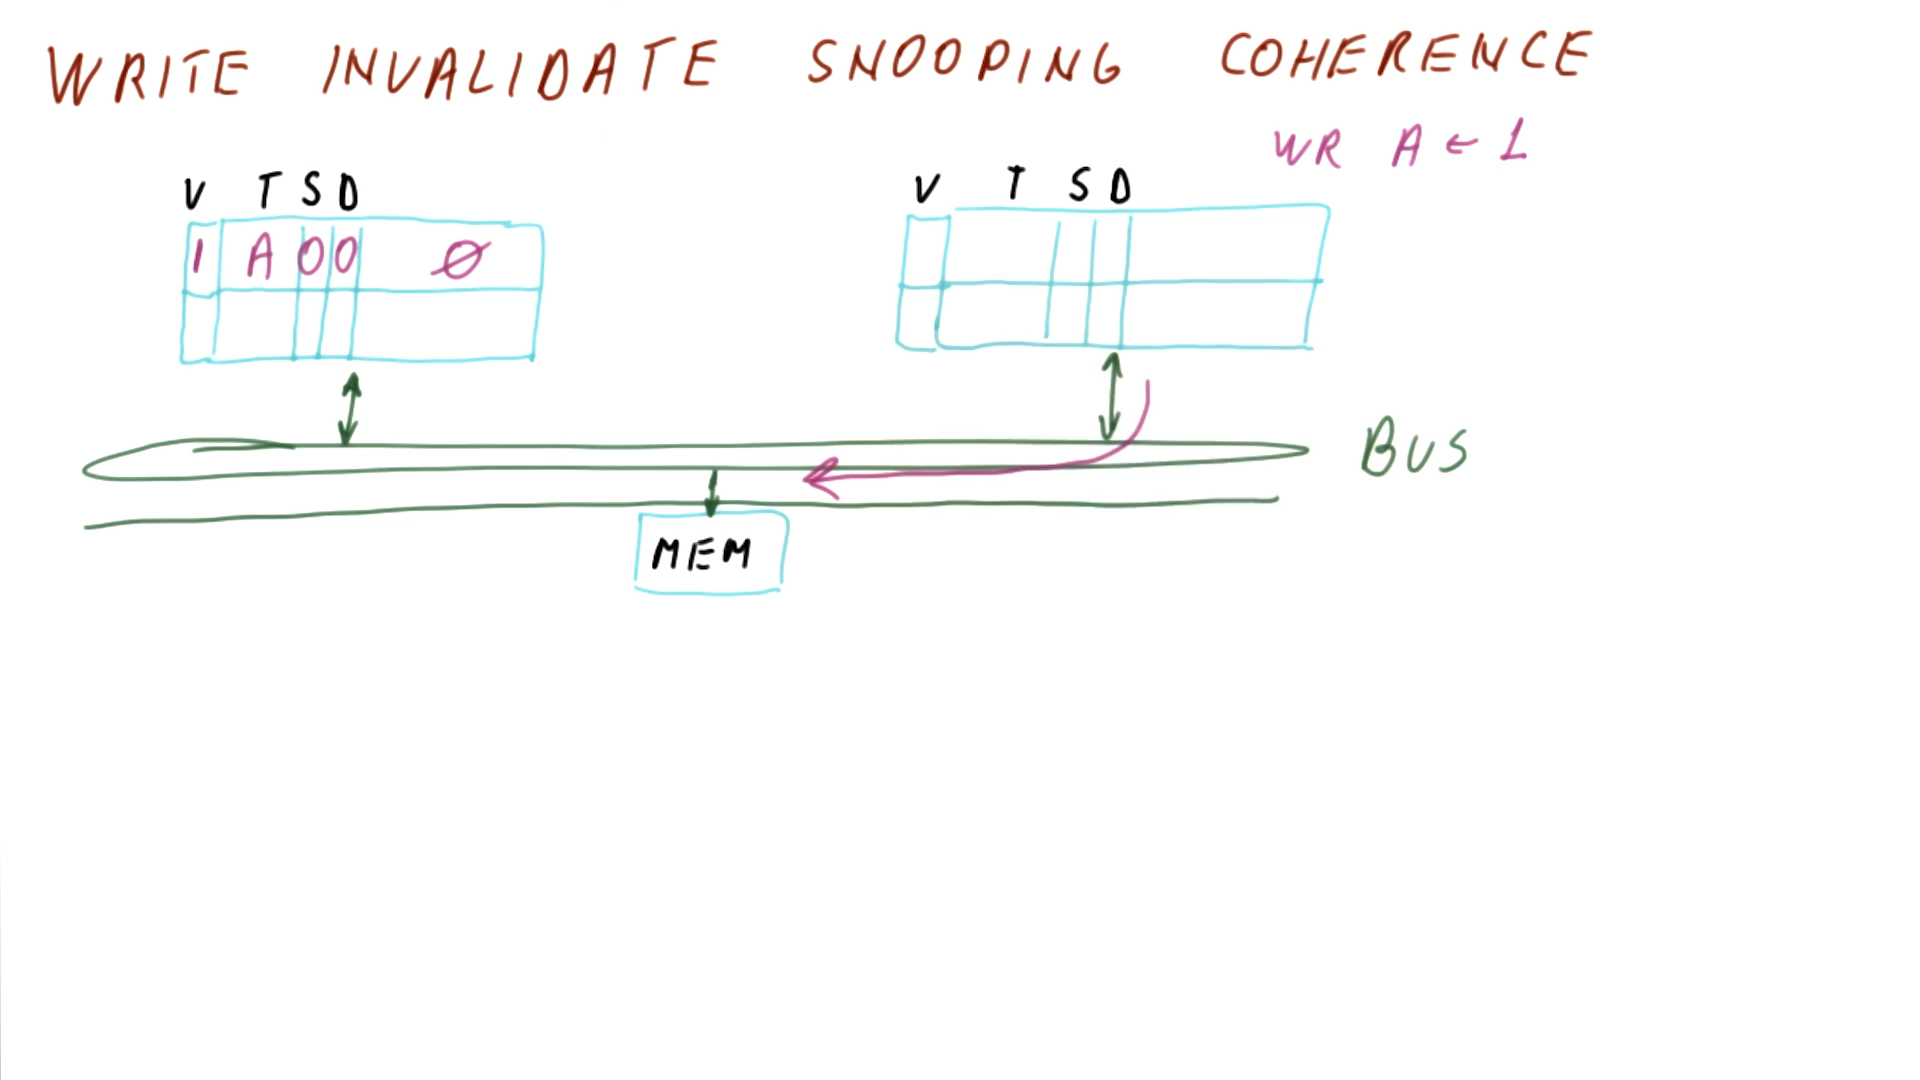 WRITE INVALIDATE SNOOPING COHERENCE
WR A ← 1
V T S D
V T S D
1 A 0 0 Ø
BUS
MEM